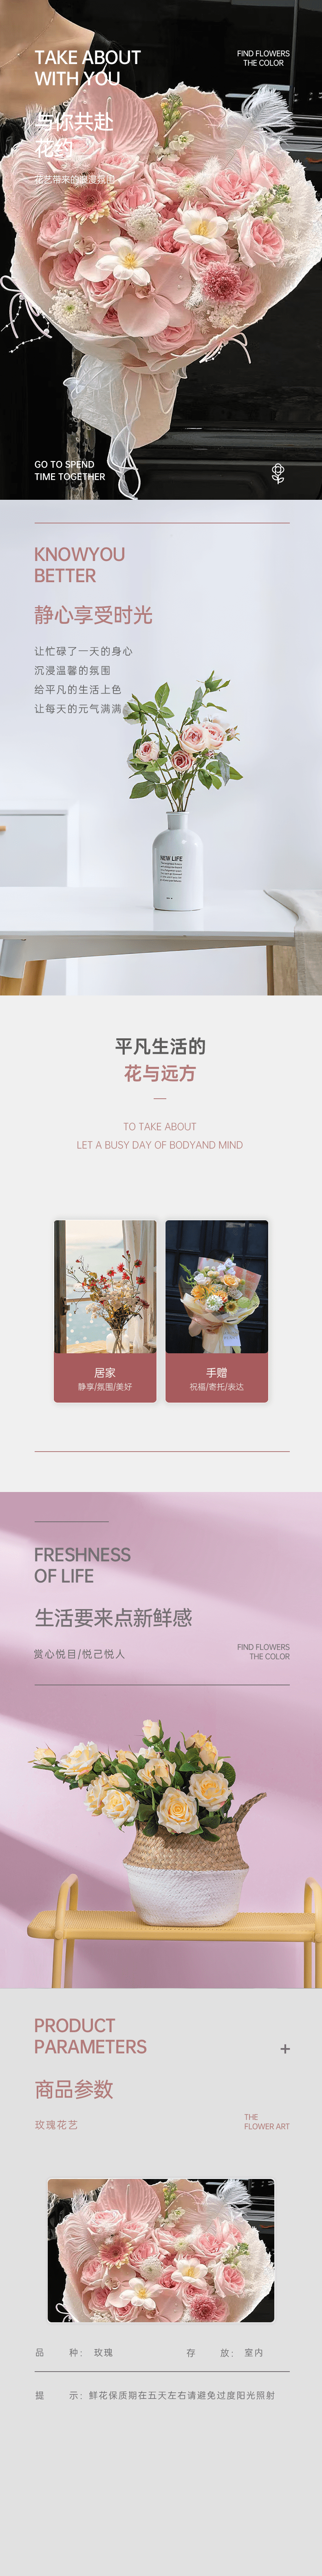 TAKE ABOUT
WITH YOU
FIND FLOWERS
THE COLOR
与你共赴
花约
花艺带来的浪漫氛围
GO TO SPEND
TIME TOGETHER
KNOWYOU
BETTER
静心享受时光
让忙碌了一天的身心
沉浸温馨的氛围
给平凡的生活上色
让每天的元气满满
NEW LIFE
平凡生活的
花与远方
TO TAKE ABOUT
LET A BUSY DAY OF BODYAND MIND
居家
静享/氛围/美好
手赠
祝福/寄托/表达
FRESHNESS
OF LIFE
生活要来点新鲜感
赏心悦目/悦己悦人
FIND FLOWERS
THE COLOR
PRODUCT
PARAMETERS
商品参数
玫瑰花艺
THE
FLOWER ART
品 种： 玫瑰
存 放： 室内
提 示：鲜花保质期在五天左右请避免过度阳光照射